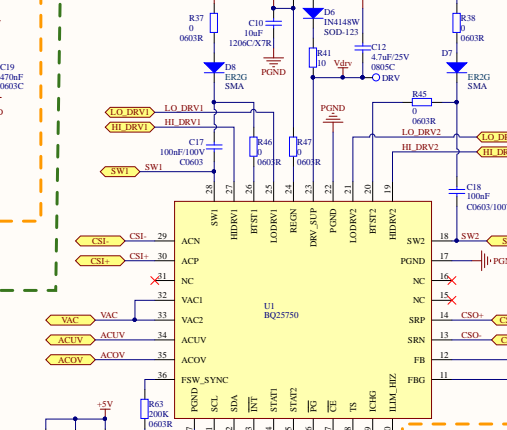 R37
0
0603R
C10
10uF
1206C/X7R
PGND
D6
IN4148W
SOD-123
R41
10
Vdrv
DRV
C12
4.7uF/25V
0805C
R38
0
0603R
D7
ER2G
SMA
C19
470nF
0603C
D8
ER2G
SMA
LO_DRV1
LO_DRV1
HI_DRV1
HI_DRV1
C17
100nF/100V
C0603
R46
0
0603R
R47
0
0603R
PGND
R45
0
0603R
LO_DRV2
HI_DRV2
SW1
SW1
C18
100nF
C0603/100
28
27
26
25
24
23
22
21
20
19
SW1
HIDRV1
BTST1
LODRV1
REGN
DRV_SUP
PGND
LODRV2
BTST2
HIDRV2
CSI-
CSI-
29
ACN
CSI+
CSI+
30
ACP
31
NC
32
VAC1
VAC
VAC
33
VAC2
ACUV
ACUV
34
ACUV
ACOV
ACOV
35
ACOV
36
FSW_SYNC
U1
BQ25750
SW2
18
SW2
PGND
17
NC
16
NC
15
SRP
14
CSO+
SRN
13
CSO-
FB
12
FBG
11
+5V
R63
200K
0603R
PGND
SCL
SDA
INT
STAT1
STAT2
PG
CE
TS
ICHG
ILIM_HIZ